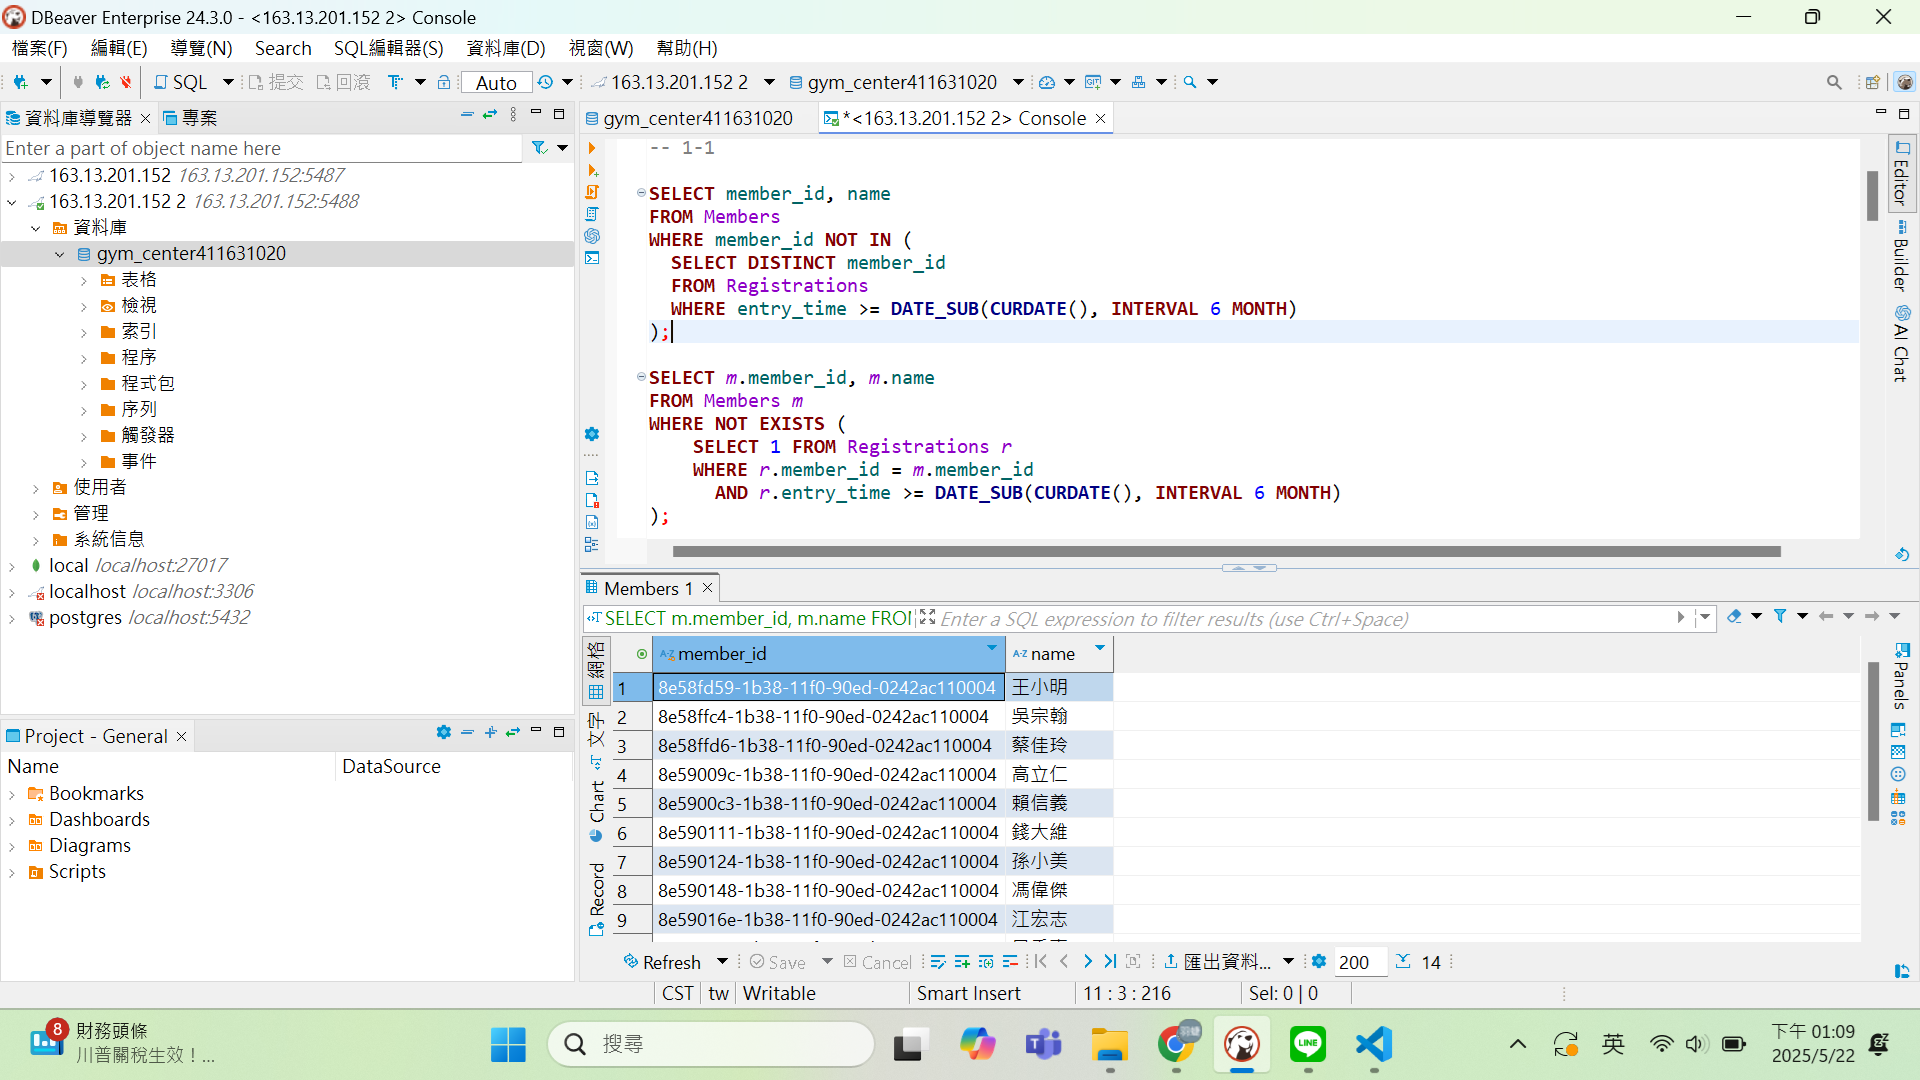 DBeaver Enterprise 24.3.0 - <163.13.201.152 2> Console
檔案(F) 編輯(E) 導覽(N) Search SQL編輯器(S) 資料庫(D) 視窗(W) 幫助(H)
SQL 提交 回滾 Auto 163.13.201.152 2 gym_center411631020
資料庫導覽器 專案
Enter a part of object name here
163.13.201.152 163.13.201.152:5487
163.13.201.152 2 163.13.201.152:5488
資料庫
gym_center411631020
表格
檢視
索引
程序
程式包
序列
觸發器
事件
使用者
管理
系統信息
local localhost:27017
localhost localhost:3306
postgres localhost:5432
Project - General
Name DataSource
Bookmarks
Dashboards
Diagrams
Scripts
gym_center411631020 *<163.13.201.152 2> Console
-- 1-1
SELECT member_id, name
FROM Members
WHERE member_id NOT IN (
SELECT DISTINCT member_id
FROM Registrations
WHERE entry_time >= DATE_SUB(CURDATE(), INTERVAL 6 MONTH)
);
SELECT m.member_id, m.name
FROM Members m
WHERE NOT EXISTS (
SELECT 1 FROM Registrations r
WHERE r.member_id = m.member_id
AND r.entry_time >= DATE_SUB(CURDATE(), INTERVAL 6 MONTH)
);
Editor
Builder
AI Chat
Members 1
SELECT m.member_id, m.name FROM Enter a SQL expression to filter results (use Ctrl+Space)
網格
文字
Chart
Record
member_id name
1 8e58fd59-1b38-11f0-90ed-0242ac110004 王小明
2 8e58ffc4-1b38-11f0-90ed-0242ac110004 吳宗翰
3 8e58ffd6-1b38-11f0-90ed-0242ac110004 蔡佳玲
4 8e59009c-1b38-11f0-90ed-0242ac110004 高立仁
5 8e5900c3-1b38-11f0-90ed-0242ac110004 賴信義
6 8e590111-1b38-11f0-90ed-0242ac110004 錢大維
7 8e590124-1b38-11f0-90ed-0242ac110004 孫小美
8 8e590148-1b38-11f0-90ed-0242ac110004 馮偉傑
9 8e59016e-1b38-11f0-90ed-0242ac110004 江宏志
Panels
Refresh Save Cancel 匯出資料... 200 14
CST tw Writable Smart Insert 11 : 3 : 216 Sel: 0 | 0
8 財務頭條
川普關稅生效！...
搜尋
英
下午 01:09
2025/5/22